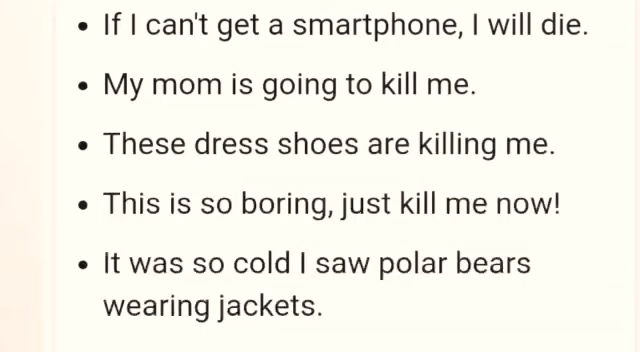 • If I can't get a smartphone, I will die.
• My mom is going to kill me.
• These dress shoes are killing me.
• This is so boring, just kill me now!
• It was so cold I saw polar bears
wearing jackets.